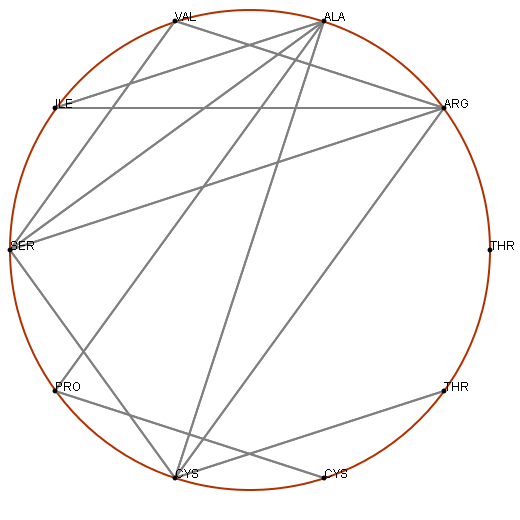 VAL
ALA
ILE
ARG
SER
THR
PRO
THR
CYS
CYS